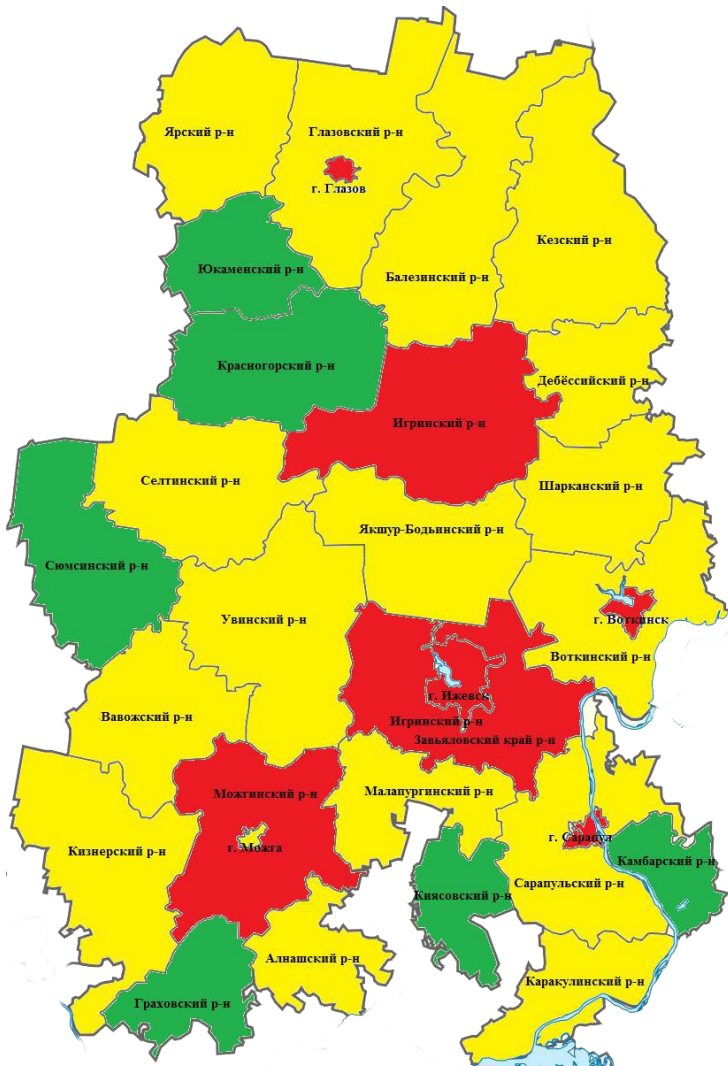 Ярский р-н
Глазовский р-н
г. Глазов
Кезский р-н
Юкаменский р-н
Балезинский р-н
Красногорский р-н
Дебёссийский р-н
Игринский р-н
Селтинский р-н
Шарканский р-н
Якшур-Бодьинский р-н
Сюмсинский р-н
Увинский р-н
г. Воткинск
Воткинский р-н
г. Ижевск
Вавожский р-н
Игринский р-н
Завьяловский край р-н
Можгинский р-н
Малапургинский р-н
г. Сарапул
г. Можга
Кизнерский р-н
Камбарский р-н
Сарапульский р-н
Киясовский р-н
Алнашский р-н
Каракулинский р-н
Граховский р-н